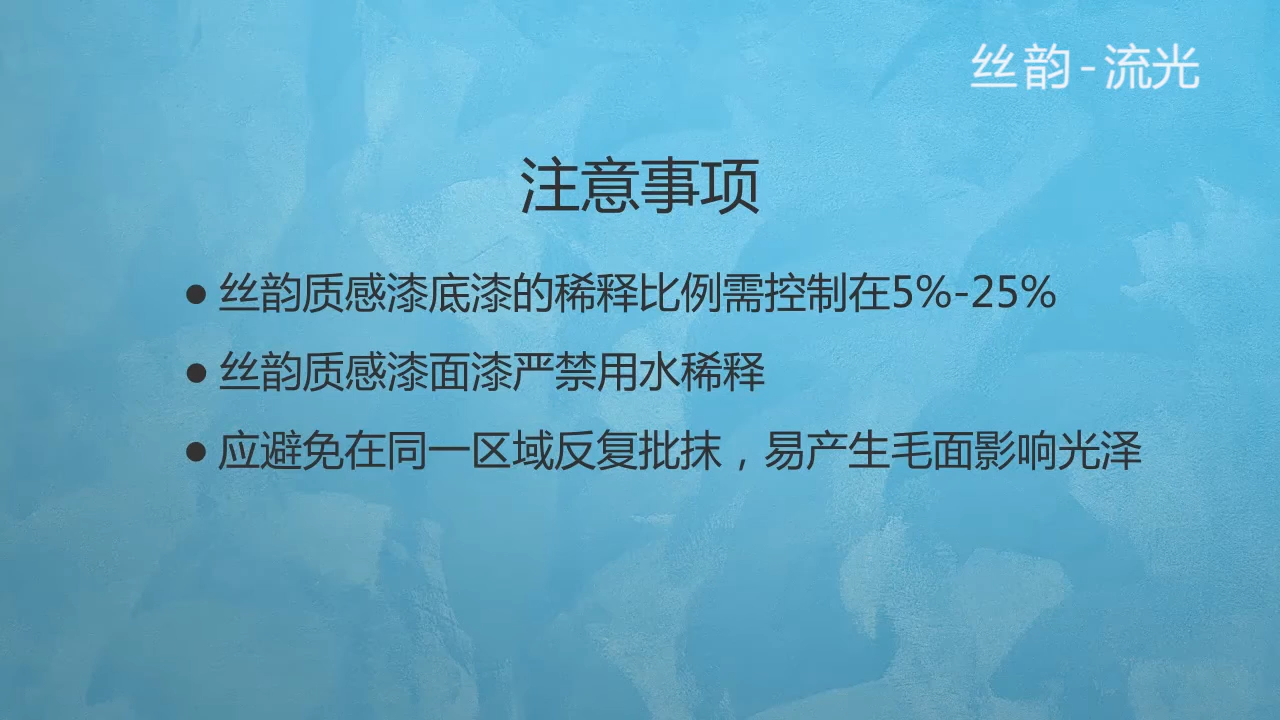 丝韵-流光
注意事项
●丝韵质感漆底漆的稀释比例需控制在5%-25%
●丝韵质感漆面漆严禁用水稀释
●应避免在同一区域反复批抹，易产生毛面影响光泽